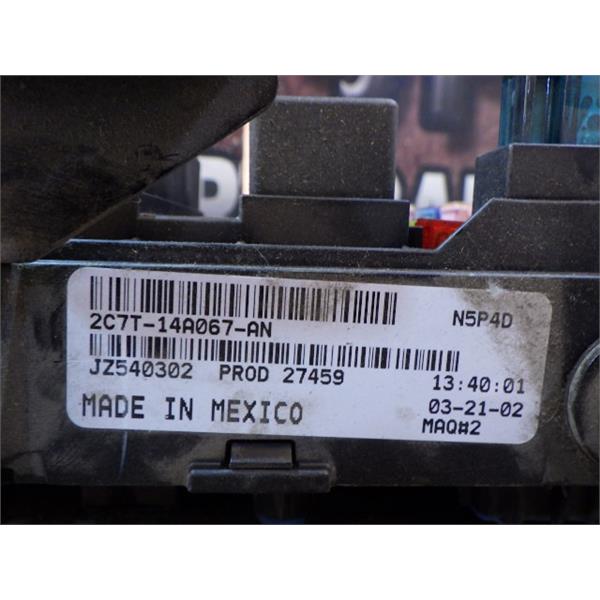 2C7T-14A067-AN
N5P4D
JZ540302 PROD 27459
13:40:01
MADE IN MEXICO
03-21-02
MAQ#2